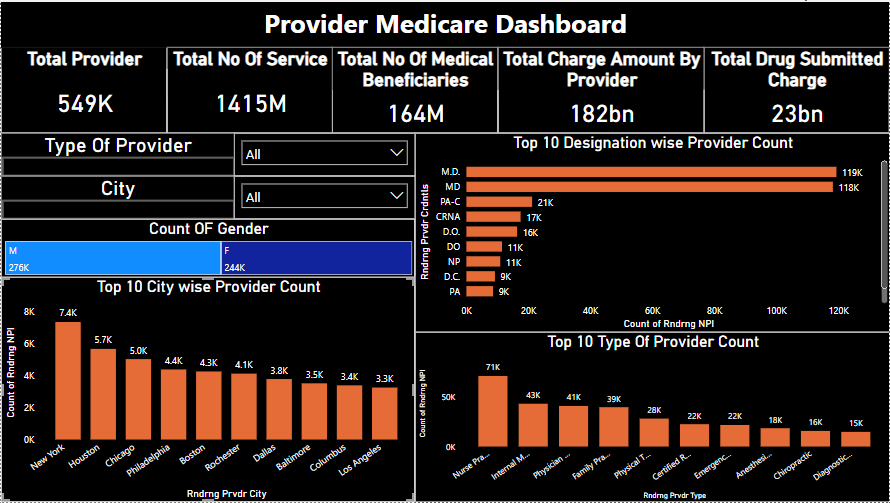 Provider Medicare Dashboard
Total Provider
549K
Total No Of Service
1415M
Total No Of Medical
Beneficiaries
164M
Total Charge Amount By
Provider
182bn
Total Drug Submitted
Charge
23bn
Type Of Provider
All
City
All
Count OF Gender
M
276K
F
244K
Top 10 City wise Provider Count
Count of Rndrng NPI
8K
6K
4K
2K
0K
7.4K
5.7K
5.0K
4.4K
4.3K
4.1K
3.8K
3.5K
3.4K
3.3K
New York
Houston
Chicago
Philadelphia
Boston
Rochester
Dallas
Baltimore
Columbus
Los Angeles
Rndrng Prvdr City
Top 10 Designation wise Provider Count
Rndrng Prvdr Crdntls
M.D. 119K
MD 118K
PA-C 21K
CRNA 17K
D.O. 16K
DO 11K
NP 11K
D.C. 9K
PA 9K
0K 20K 40K 60K 80K 100K 120K
Count of Rndrng NPI
Top 10 Type Of Provider Count
Count of Rndrng NPI
50K
0K
71K
43K
41K
39K
28K
22K
22K
18K
16K
15K
Nurse Pra...
Internal M...
Physician ...
Family Pra...
Physical T...
Certified R...
Emergenc...
Anesthesi...
Chiropractic
Diagnostic...
Rndrng Prvdr Type